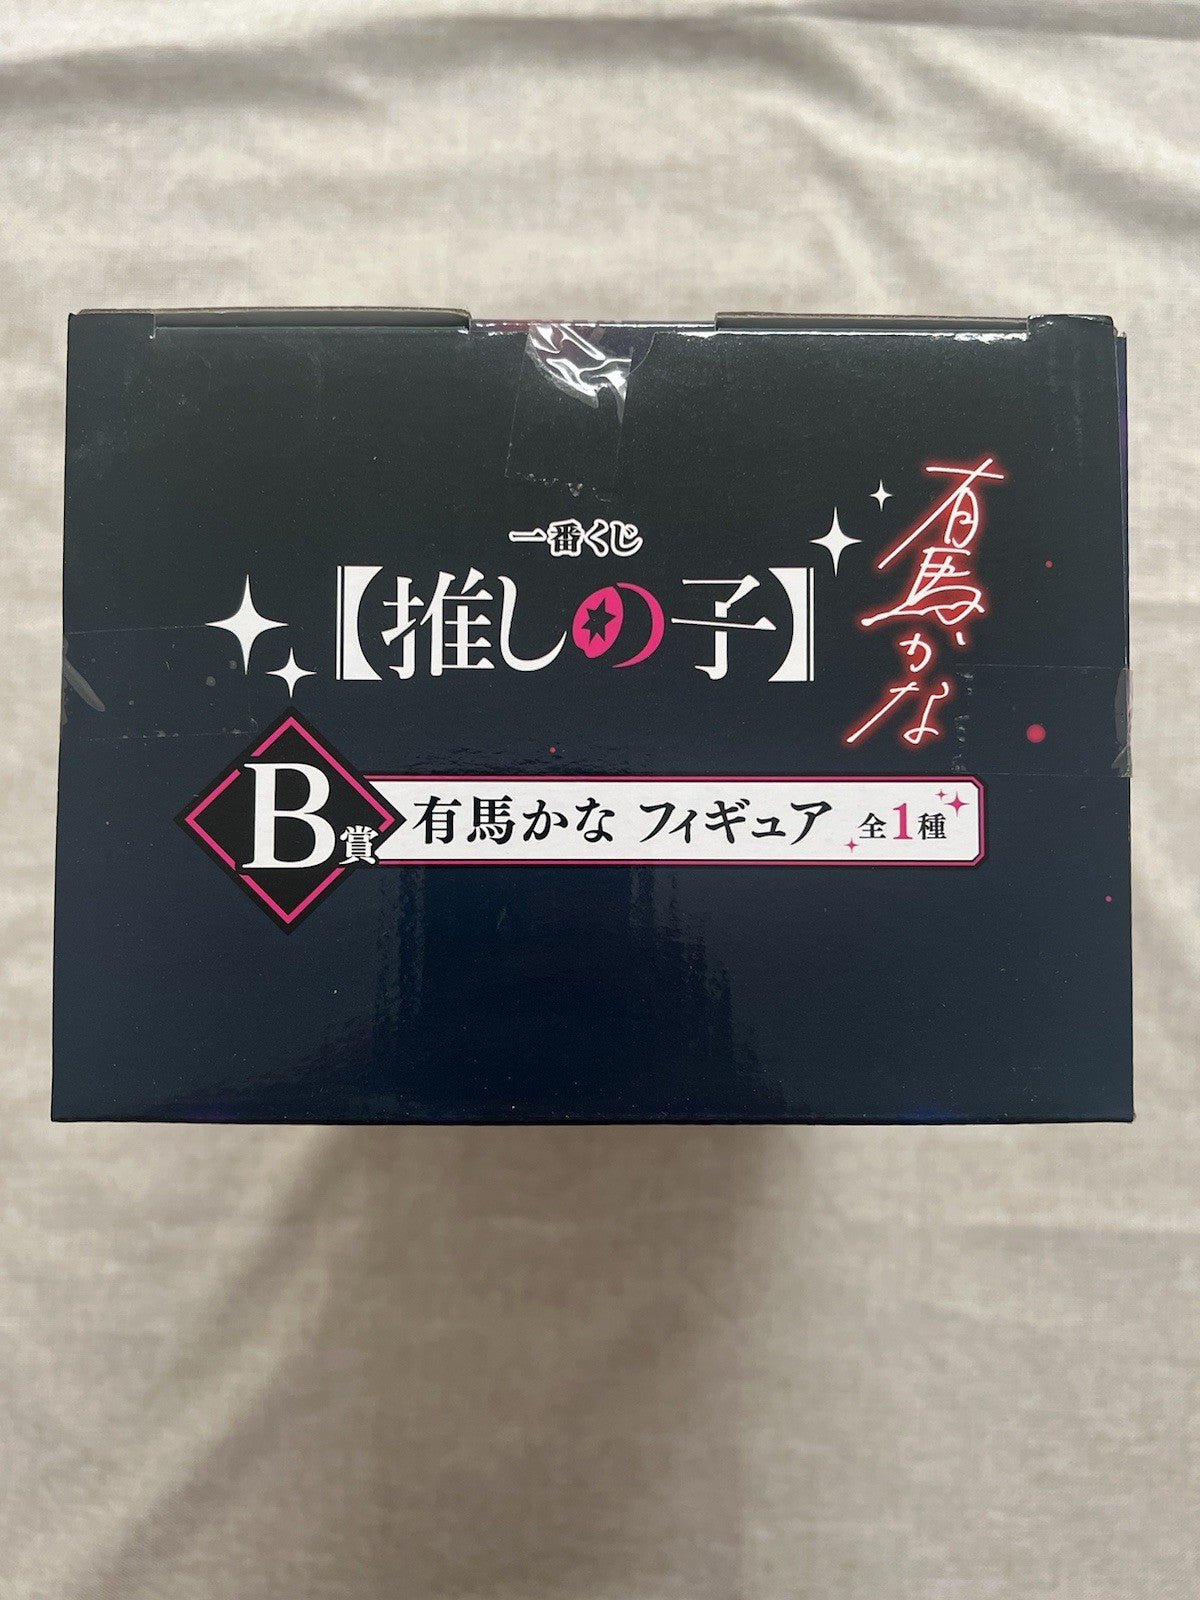 一番くじ
【推しの子】
有馬かな
B賞
有馬かな フィギュア 全1種